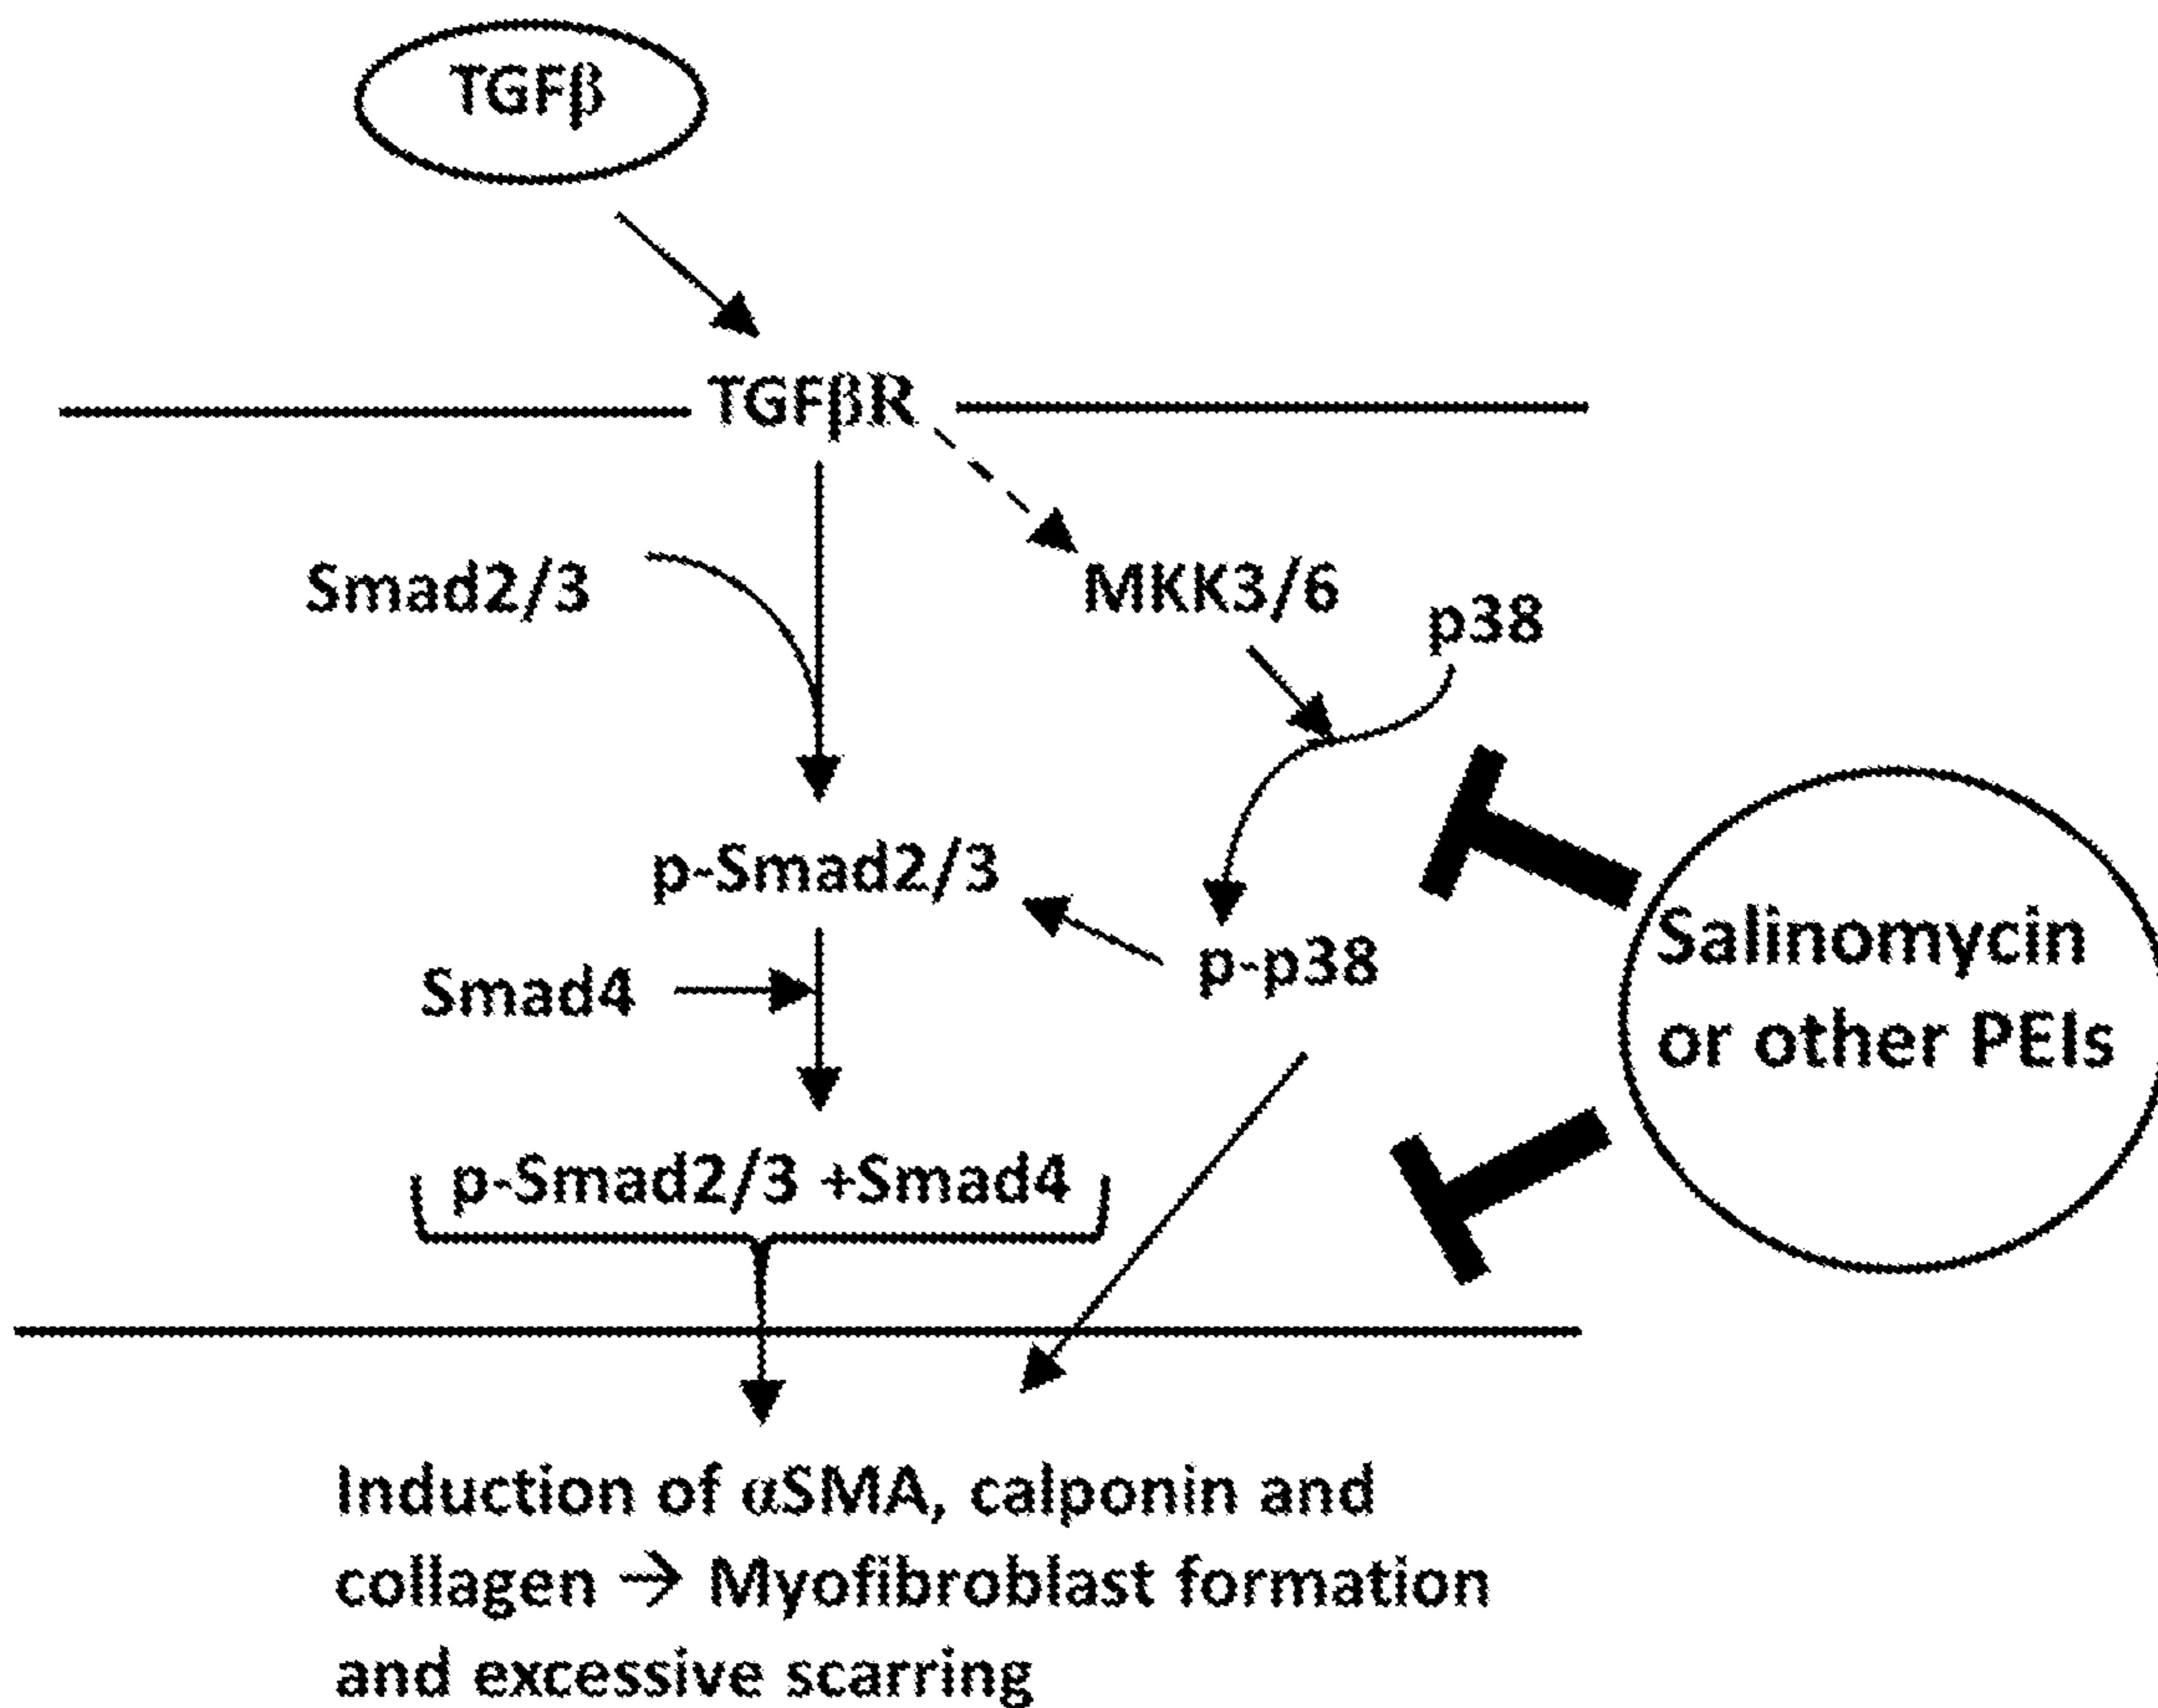 TGFβ
TGFβR
Smad2/3
MKK3/6
p38
p-Smad2/3
p-p38
Smad4
Salinomycin
or other PEIs
p-Smad2/3 +Smad4
Induction of αSMA, calponin and
collagen → Myofibroblast formation
and excessive scarring